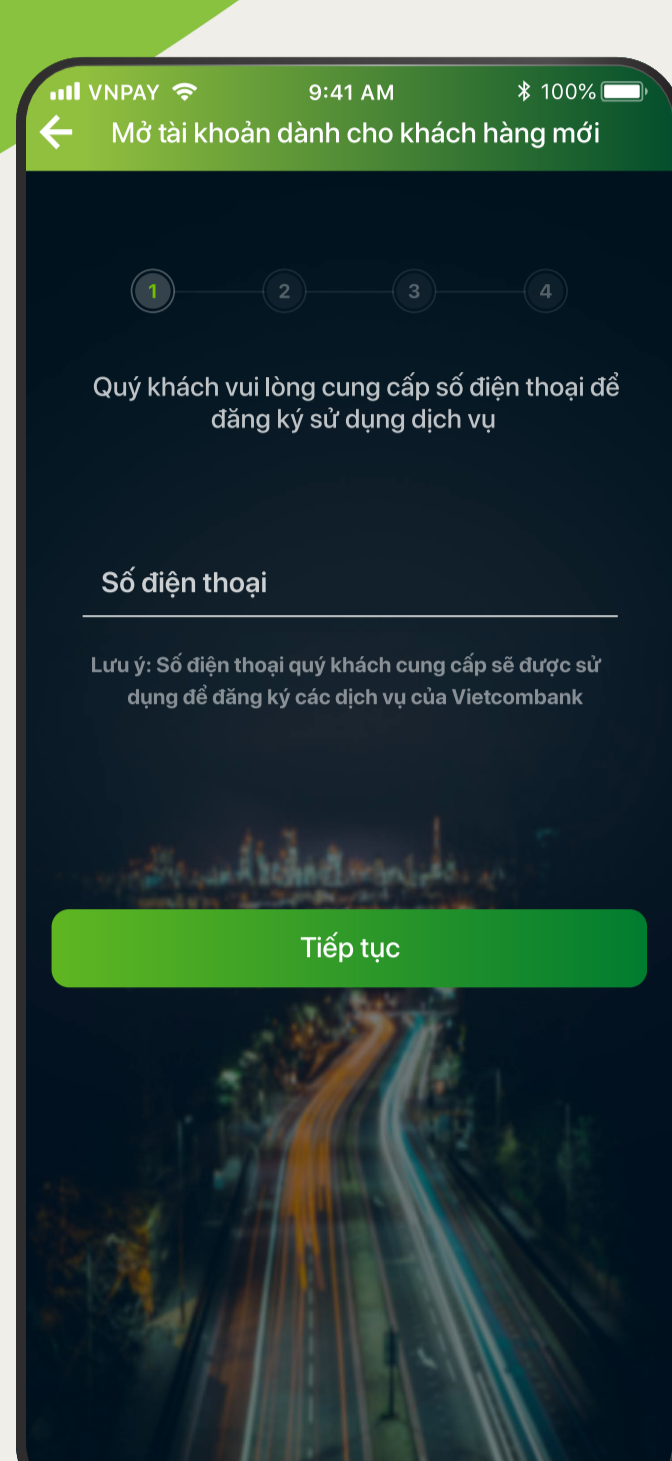 VNPAY 9:41 AM 100%
Mở tài khoản dành cho khách hàng mới
1 2 3 4
Quý khách vui lòng cung cấp số điện thoại để
đăng ký sử dụng dịch vụ
Số điện thoại
Lưu ý: Số điện thoại quý khách cung cấp sẽ được sử
dụng để đăng ký các dịch vụ của Vietcombank
Tiếp tục